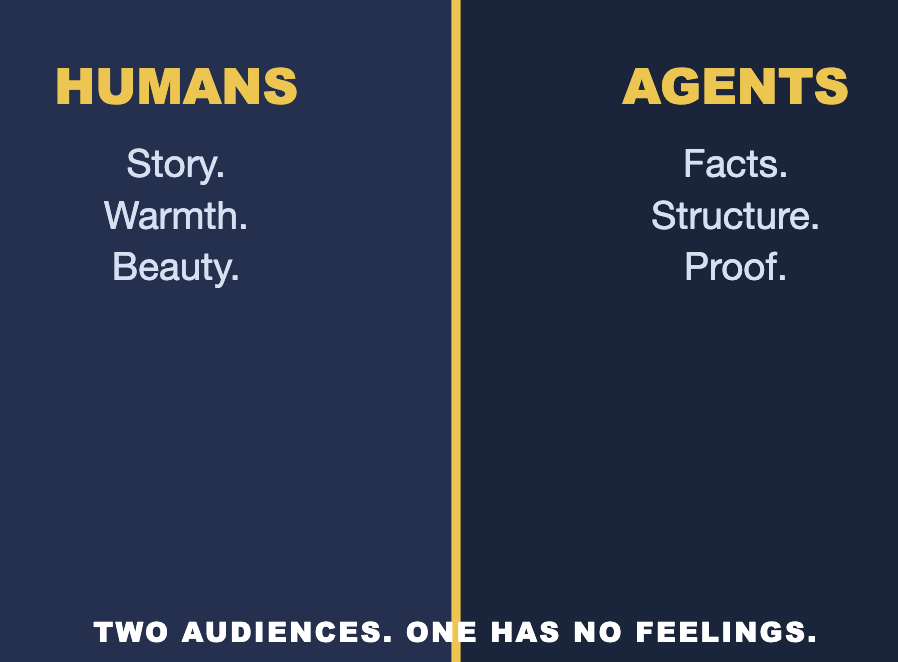 HUMANS
Story.
Warmth.
Beauty.
AGENTS
Facts.
Structure.
Proof.
TWO AUDIENCES. ONE HAS NO FEELINGS.